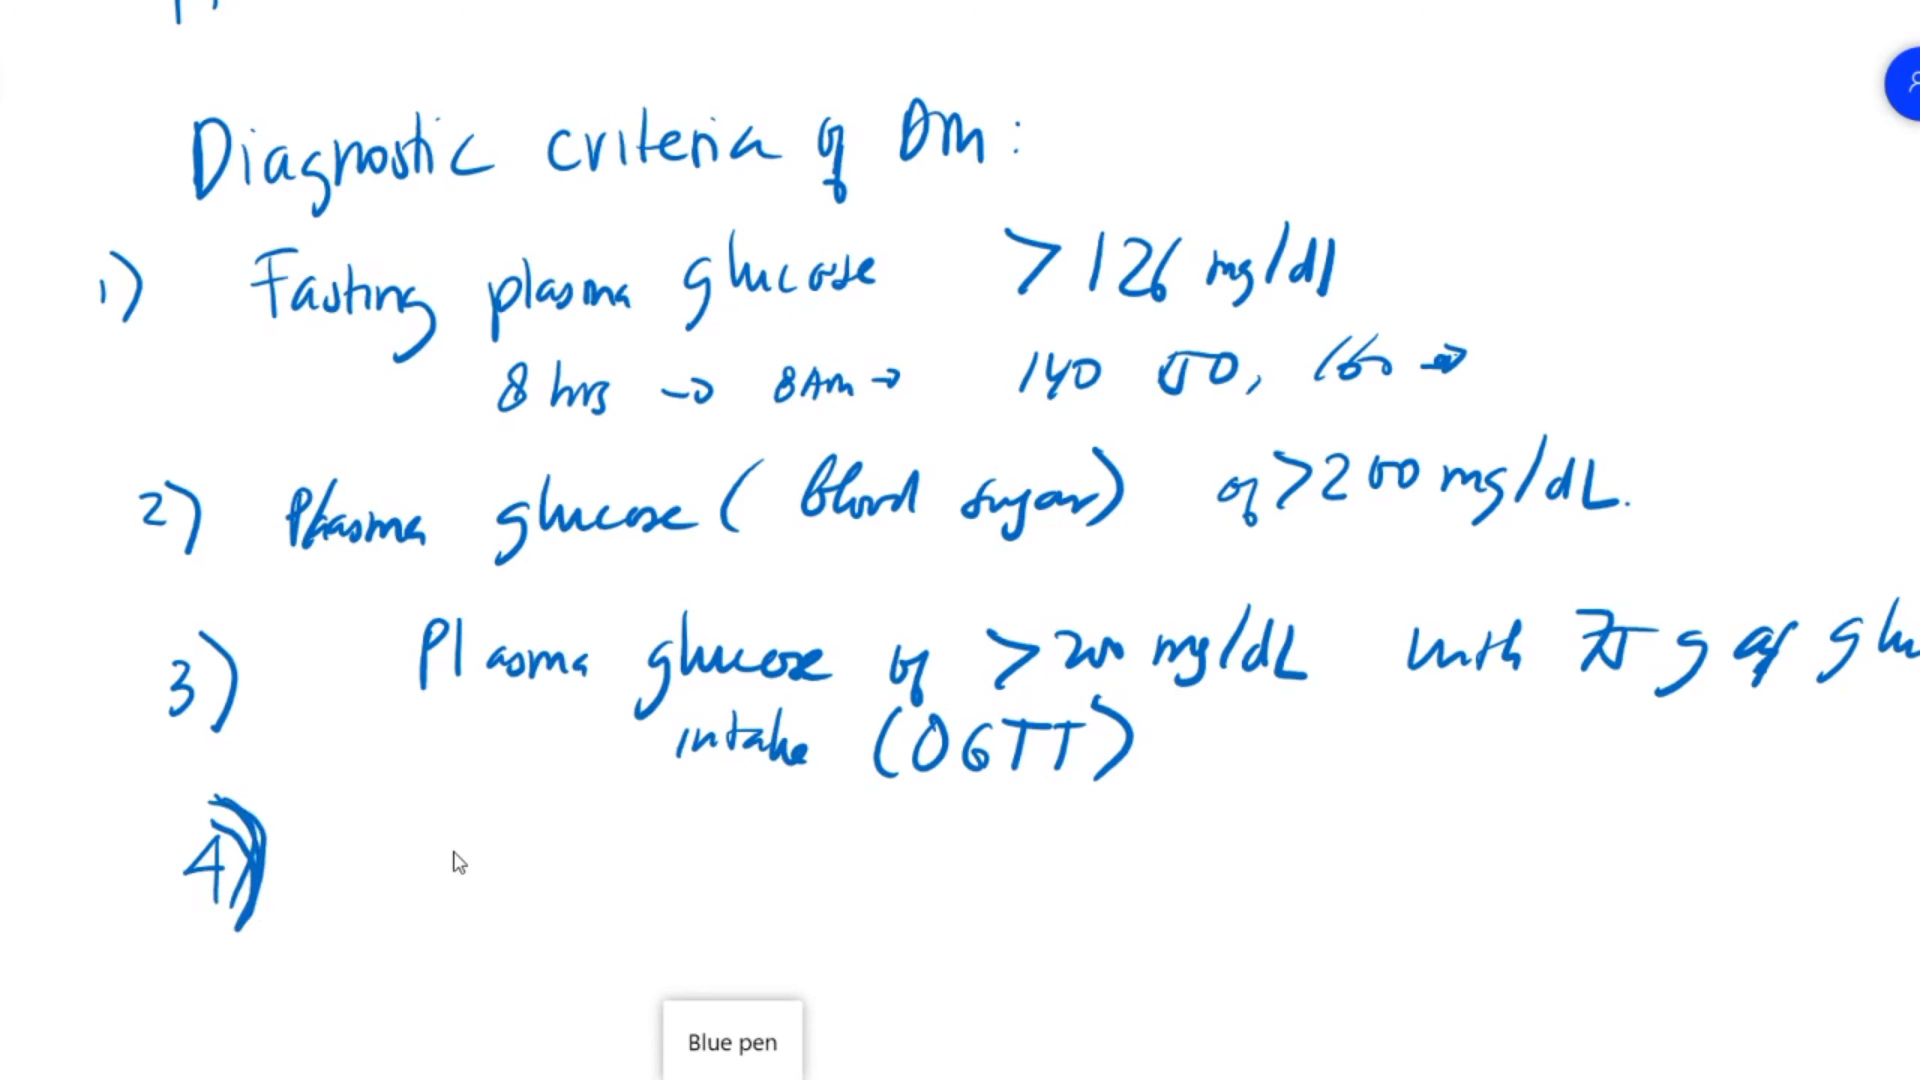 Diagnostic criteria of DM:
1) Fasting plasma glucose >126 mg/dl
8 hrs → 8AM → 140 150, 160 →
2) Plasma glucose (blood sugar) of >200 mg/dL.
3) Plasma glucose of >200 mg/dL with 75 g of glu
intake (OGTT)
4)
Blue pen